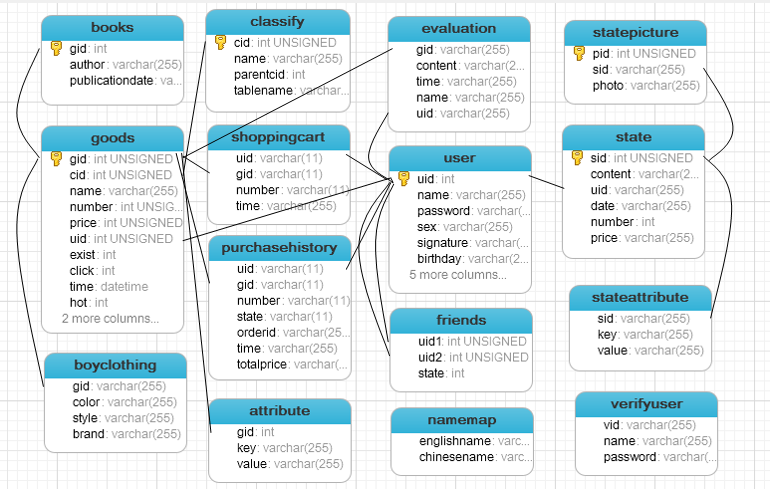 books
gid: int
author: varchar(255)
publicationdate: va...
goods
gid: int UNSIGNED
cid: int UNSIGNED
name: varchar(255)
number: int UNSIG...
price: int UNSIGNED
uid: int UNSIGNED
exist: int
click: int
time: datetime
hot: int
2 more columns...
boyclothing
gid: varchar(255)
color: varchar(255)
style: varchar(255)
brand: varchar(255)
classify
cid: int UNSIGNED
name: varchar(255)
parentcid: int
tablename: varchar...
shoppingcart
uid: varchar(11)
gid: varchar(11)
number: varchar(11)
time: varchar(255)
purchasehistory
uid: varchar(11)
gid: varchar(11)
number: varchar(11)
state: varchar(11)
orderid: varchar(25...
time: varchar(255)
totalprice: varchar(...
attribute
gid: int
key: varchar(255)
value: varchar(255)
evaluation
gid: varchar(255)
content: varchar(2...
time: varchar(255)
name: varchar(255)
uid: varchar(255)
user
uid: int
name: varchar(255)
password: varchar(...
sex: varchar(255)
signature: varchar(...
birthday: varchar(2...
5 more columns...
friends
uid1: int UNSIGNED
uid2: int UNSIGNED
state: int
namemap
englishname: varc...
chinesename: varc...
statepicture
pid: int UNSIGNED
sid: varchar(255)
photo: varchar(255)
state
sid: int UNSIGNED
content: varchar(2...
uid: varchar(255)
date: varchar(255)
number: int
price: varchar(255)
stateattribute
sid: varchar(255)
key: varchar(255)
value: varchar(255)
verifyuser
vid: varchar(255)
name: varchar(255)
password: varchar(...